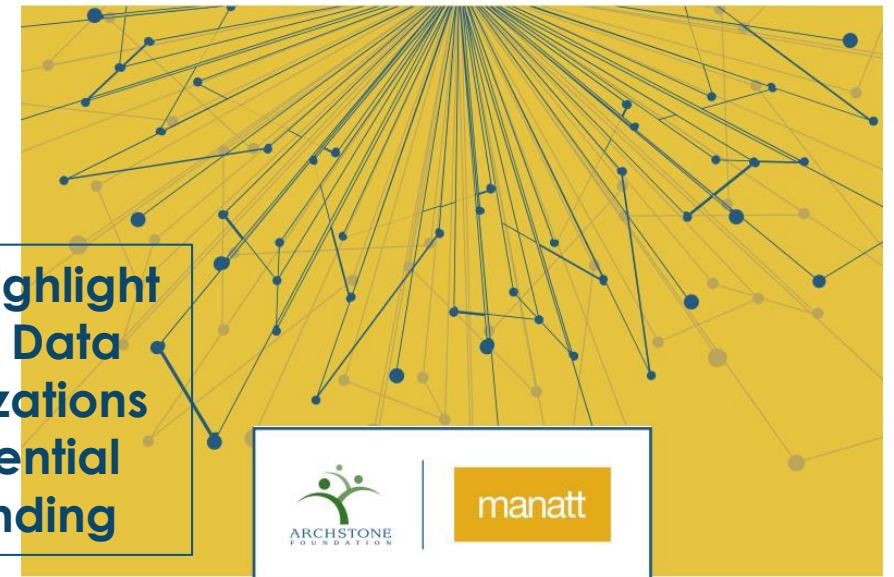 ghlight
Data
zations
ential
nding
ARCHSTONE
FOUNDATION
manatt